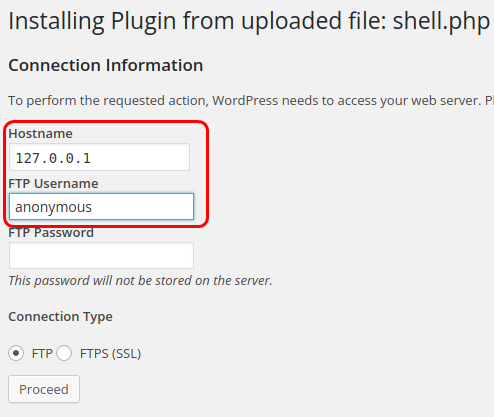 Installing Plugin from uploaded file: shell.php
Connection Information
To perform the requested action, WordPress needs to access your web server. Pl
Hostname
127.0.0.1
FTP Username
anonymous
FTP Password
This password will not be stored on the server.
Connection Type
FTP FTPS (SSL)
Proceed